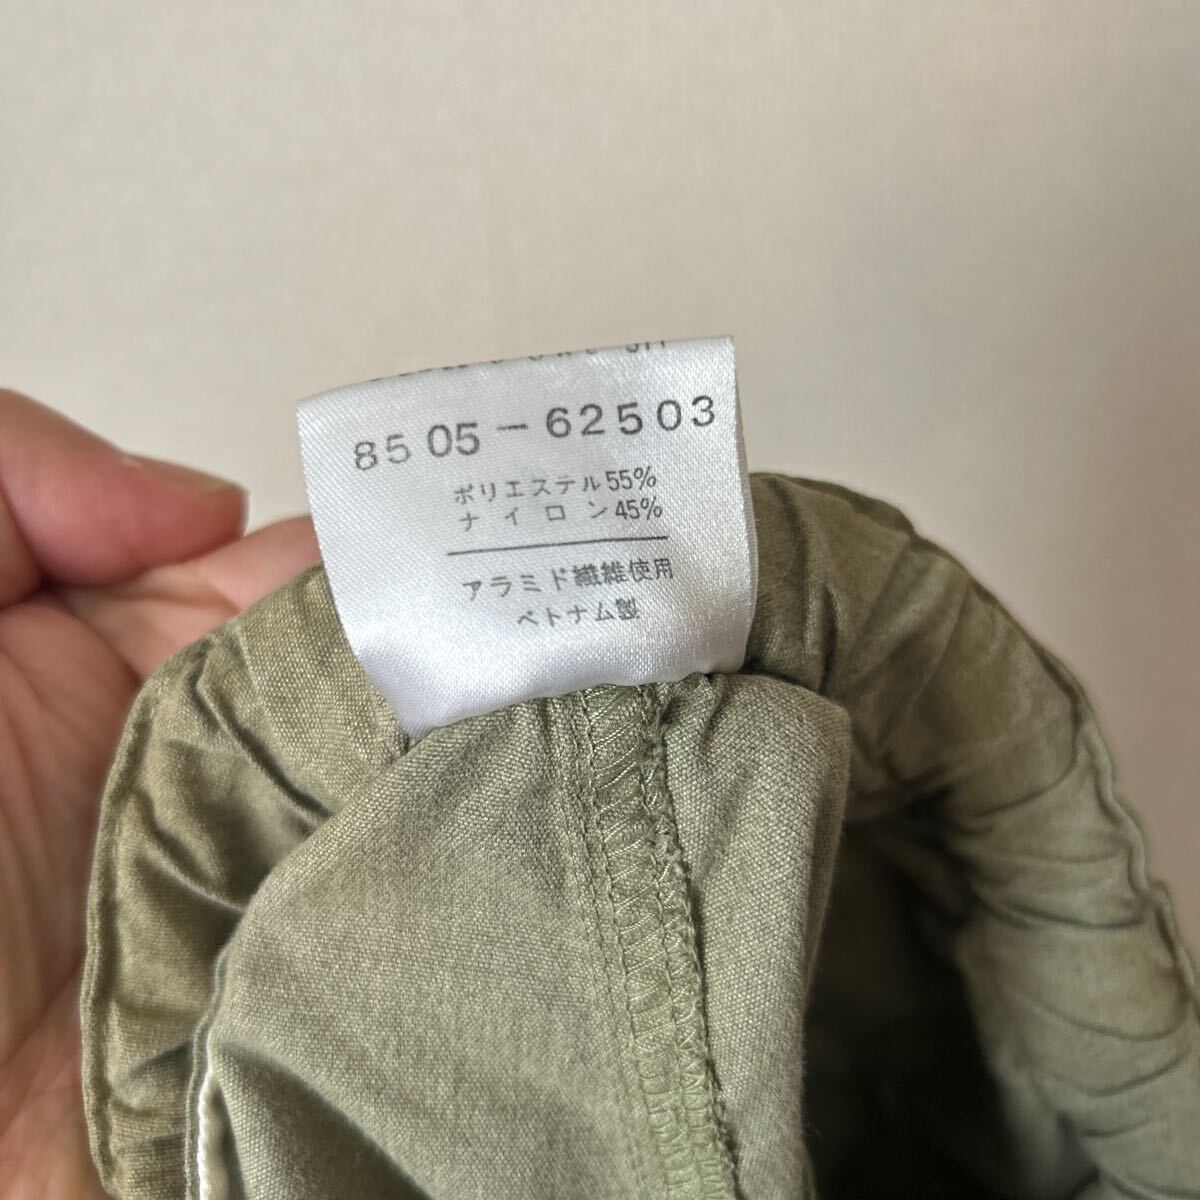 8505-62503
ポリエステル55%
ナイロン45%
アラミド繊維使用
ベトナム製